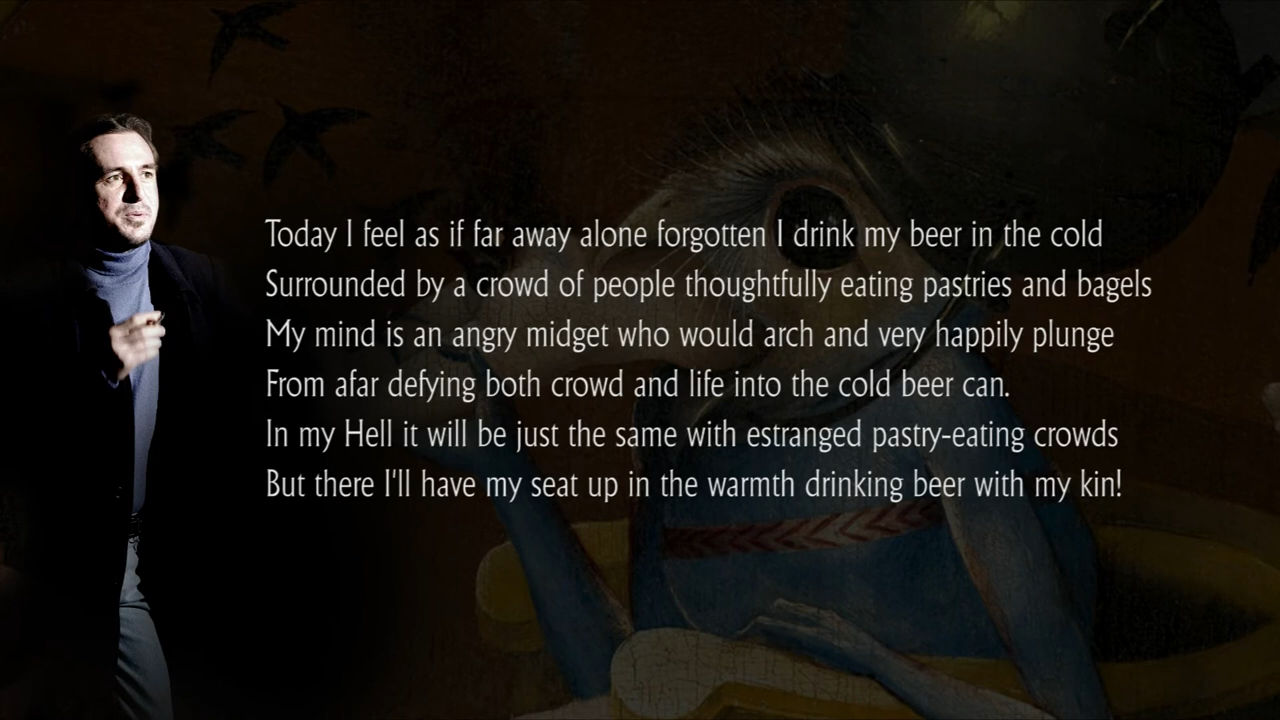 Today I feel as if far away alone forgotten I drink my beer in the cold
Surrounded by a crowd of people thoughtfully eating pastries and bagels
My mind is an angry midget who would arch and very happily plunge
From afar defying both crowd and life into the cold beer can.
In my Hell it will be just the same with estranged pastry-eating crowds
But there I'll have my seat up in the warmth drinking beer with my kin!